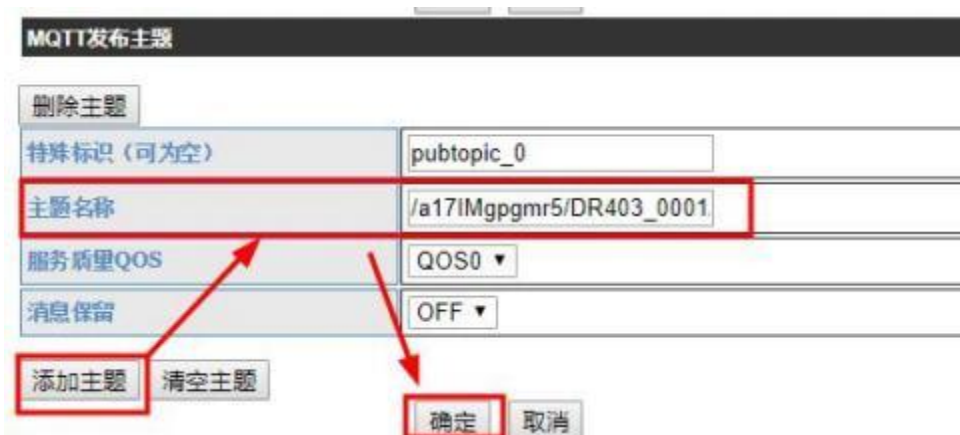 MQTT发布主题
删除主题
特殊标识（可为空） pubtopic_0
主题名称 /a17IMgpgmr5/DR403_0001
服务质量QOS QOS0
消息保留 OFF
添加主题 清空主题
确定 取消